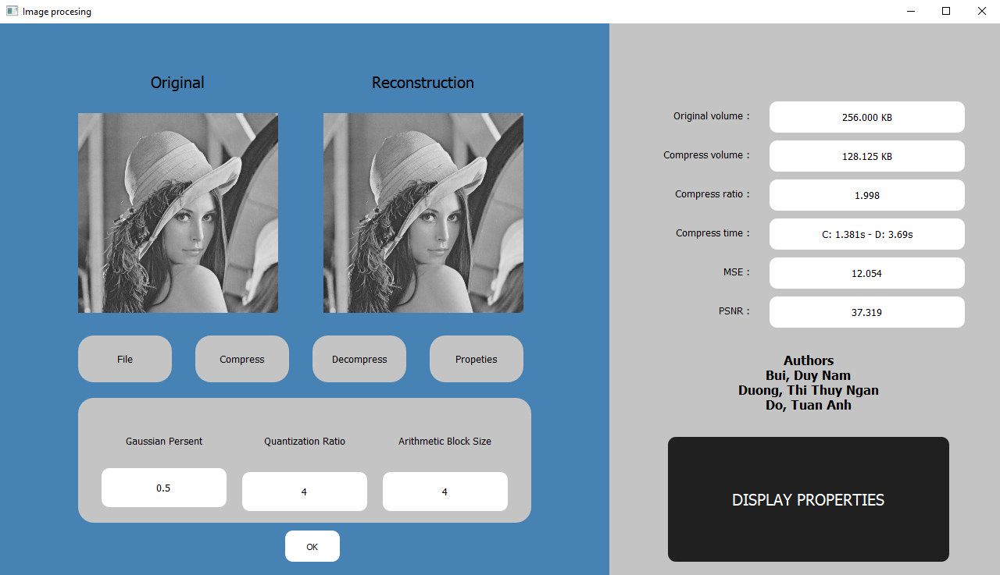 Image procesing
Original
Reconstruction
File
Compress
Decompress
Propeties
Gaussian Persent
Quantization Ratio
Arithmetic Block Size
0.5
4
4
OK
Original volume :
256.000 KB
Compress volume :
128.125 KB
Compress ratio :
1.998
Compress time :
C: 1.381s - D: 3.69s
MSE :
12.054
PSNR :
37.319
Authors
Bui, Duy Nam
Duong, Thi Thuy Ngan
Do, Tuan Anh
DISPLAY PROPERTIES